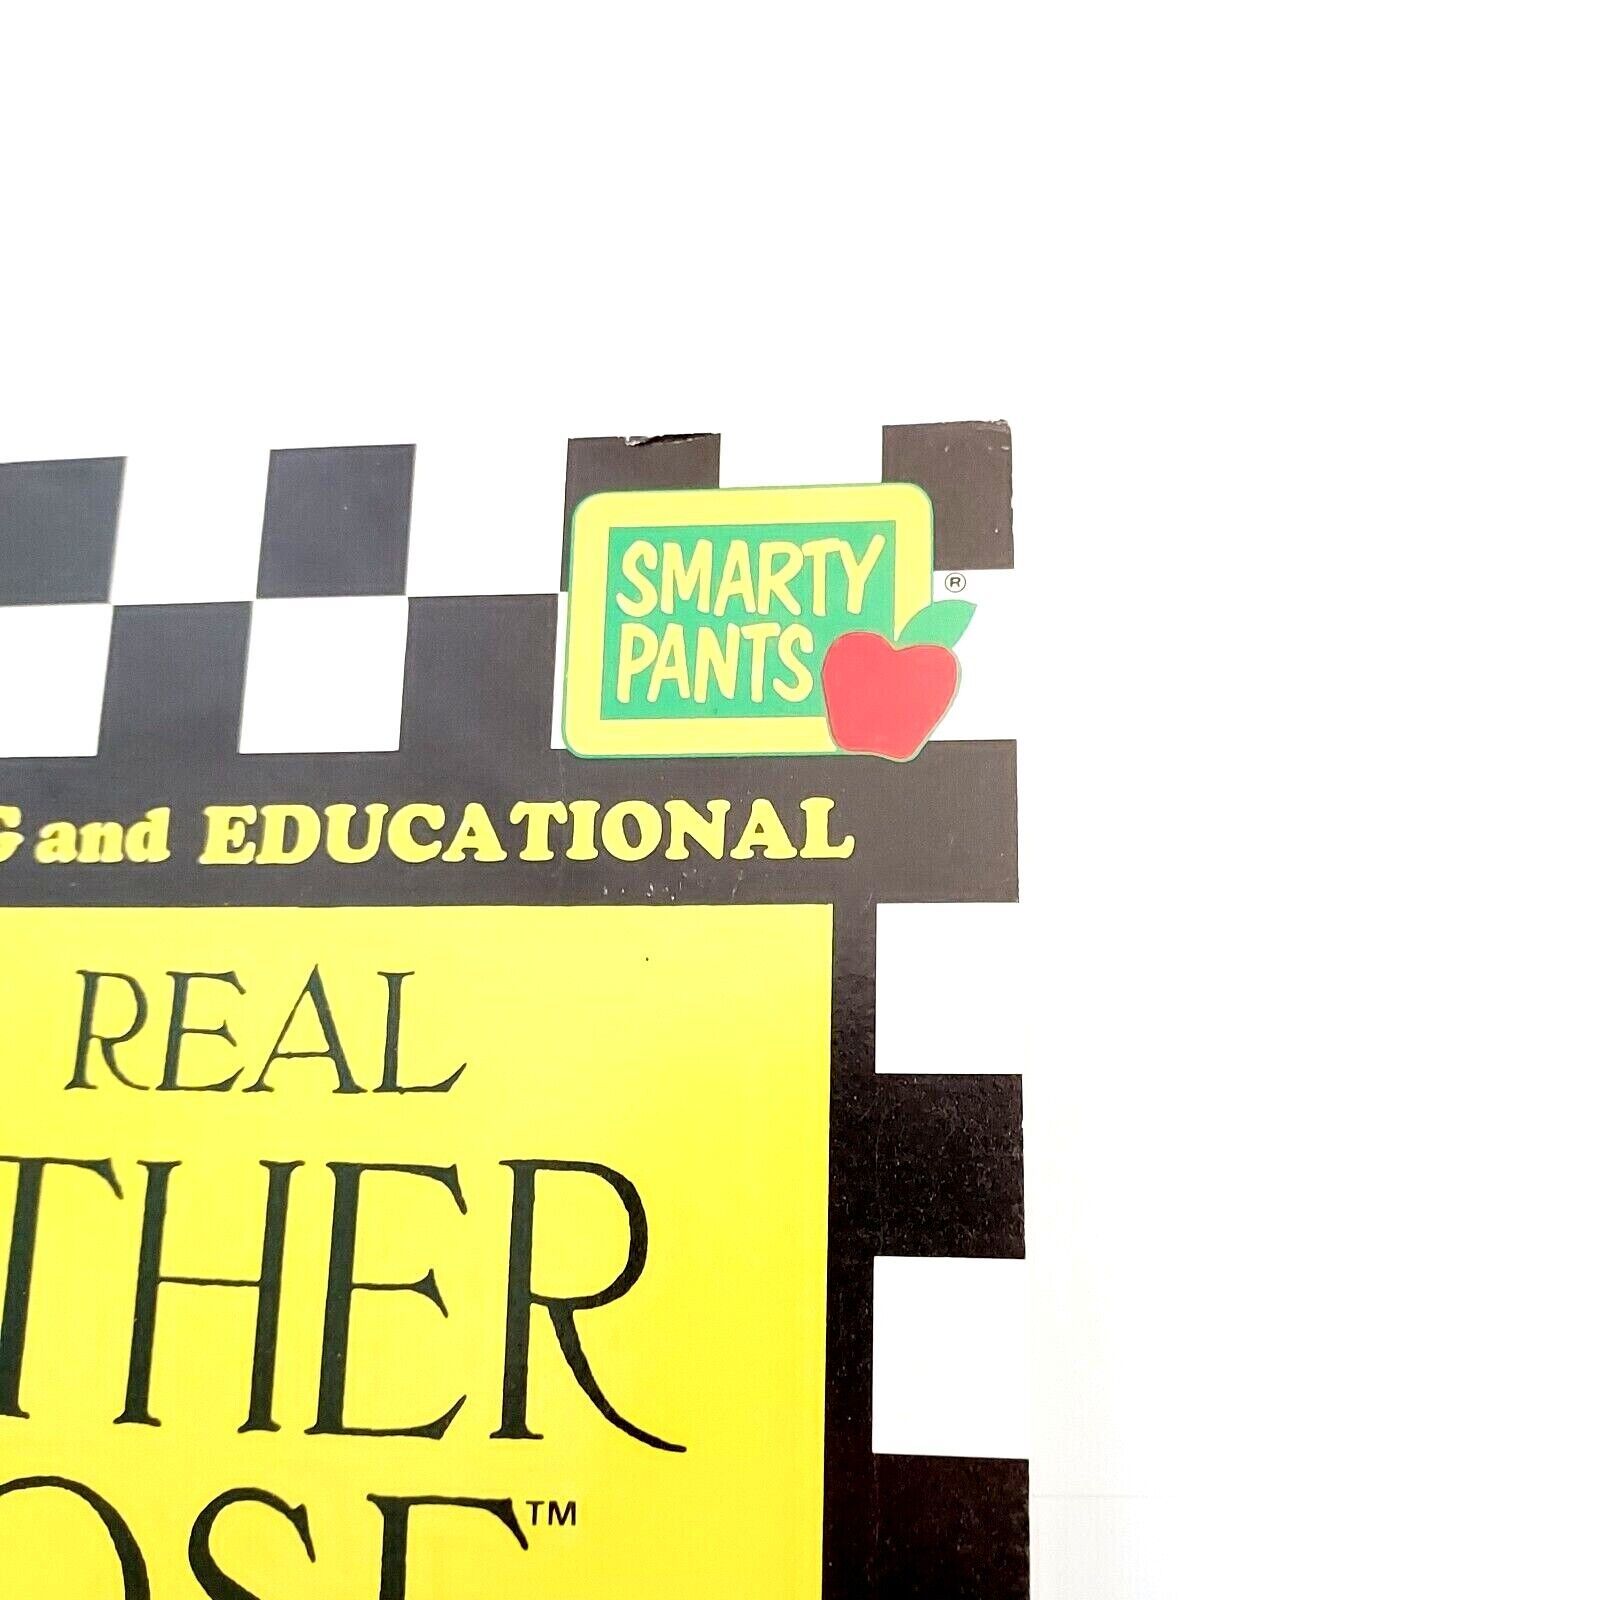 SMARTY
PANTS
®
and EDUCATIONAL
REAL
THER
OSE™